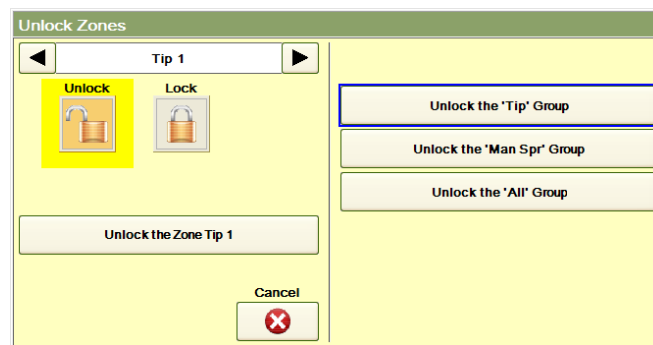 Unlock Zones
Tip 1
Unlock Lock
Unlock the Zone Tip 1
Cancel
Unlock the 'Tip' Group
Unlock the 'Man Spr' Group
Unlock the 'All' Group